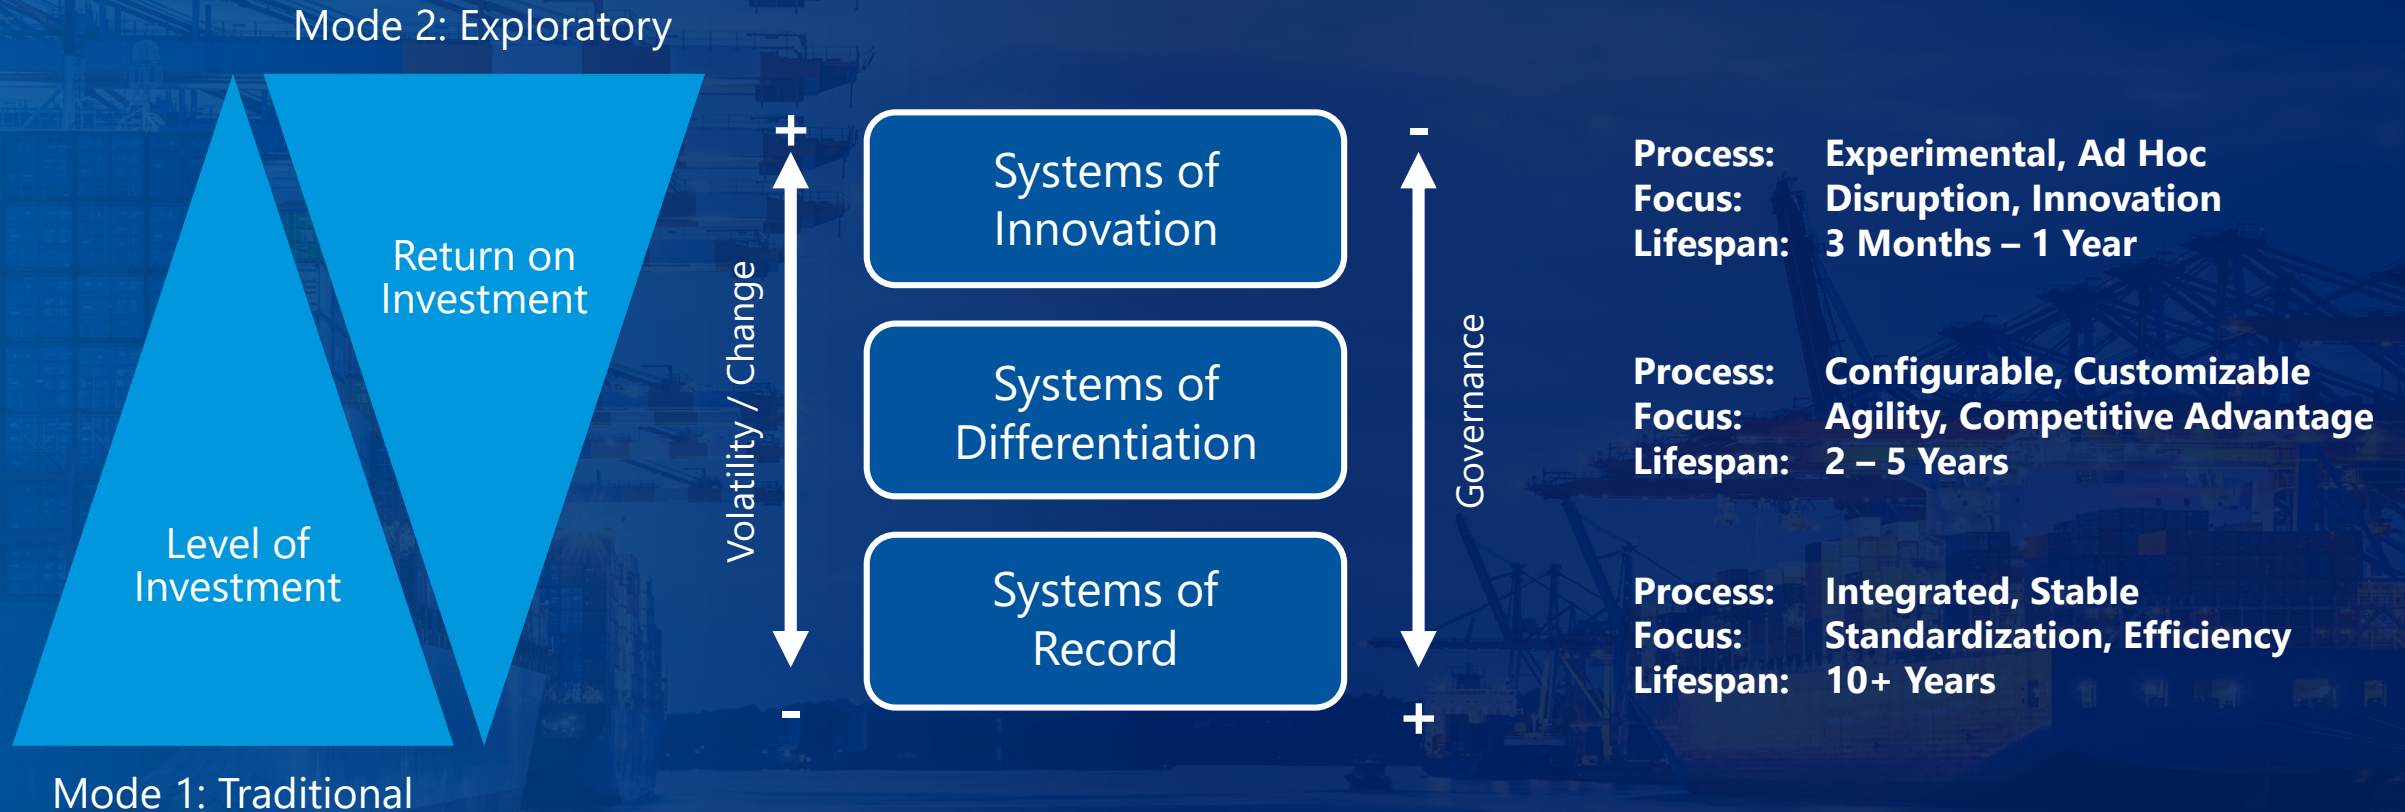 Mode 2: Exploratory
Return on
Investment
Level of
Investment
Mode 1: Traditional
+
Volatility / Change
-
Systems of
Innovation
Systems of
Differentiation
Systems of
Record
-
Governance
+
Process: Experimental, Ad Hoc
Focus: Disruption, Innovation
Lifespan: 3 Months – 1 Year
Process: Configurable, Customizable
Focus: Agility, Competitive Advantage
Lifespan: 2 – 5 Years
Process: Integrated, Stable
Focus: Standardization, Efficiency
Lifespan: 10+ Years